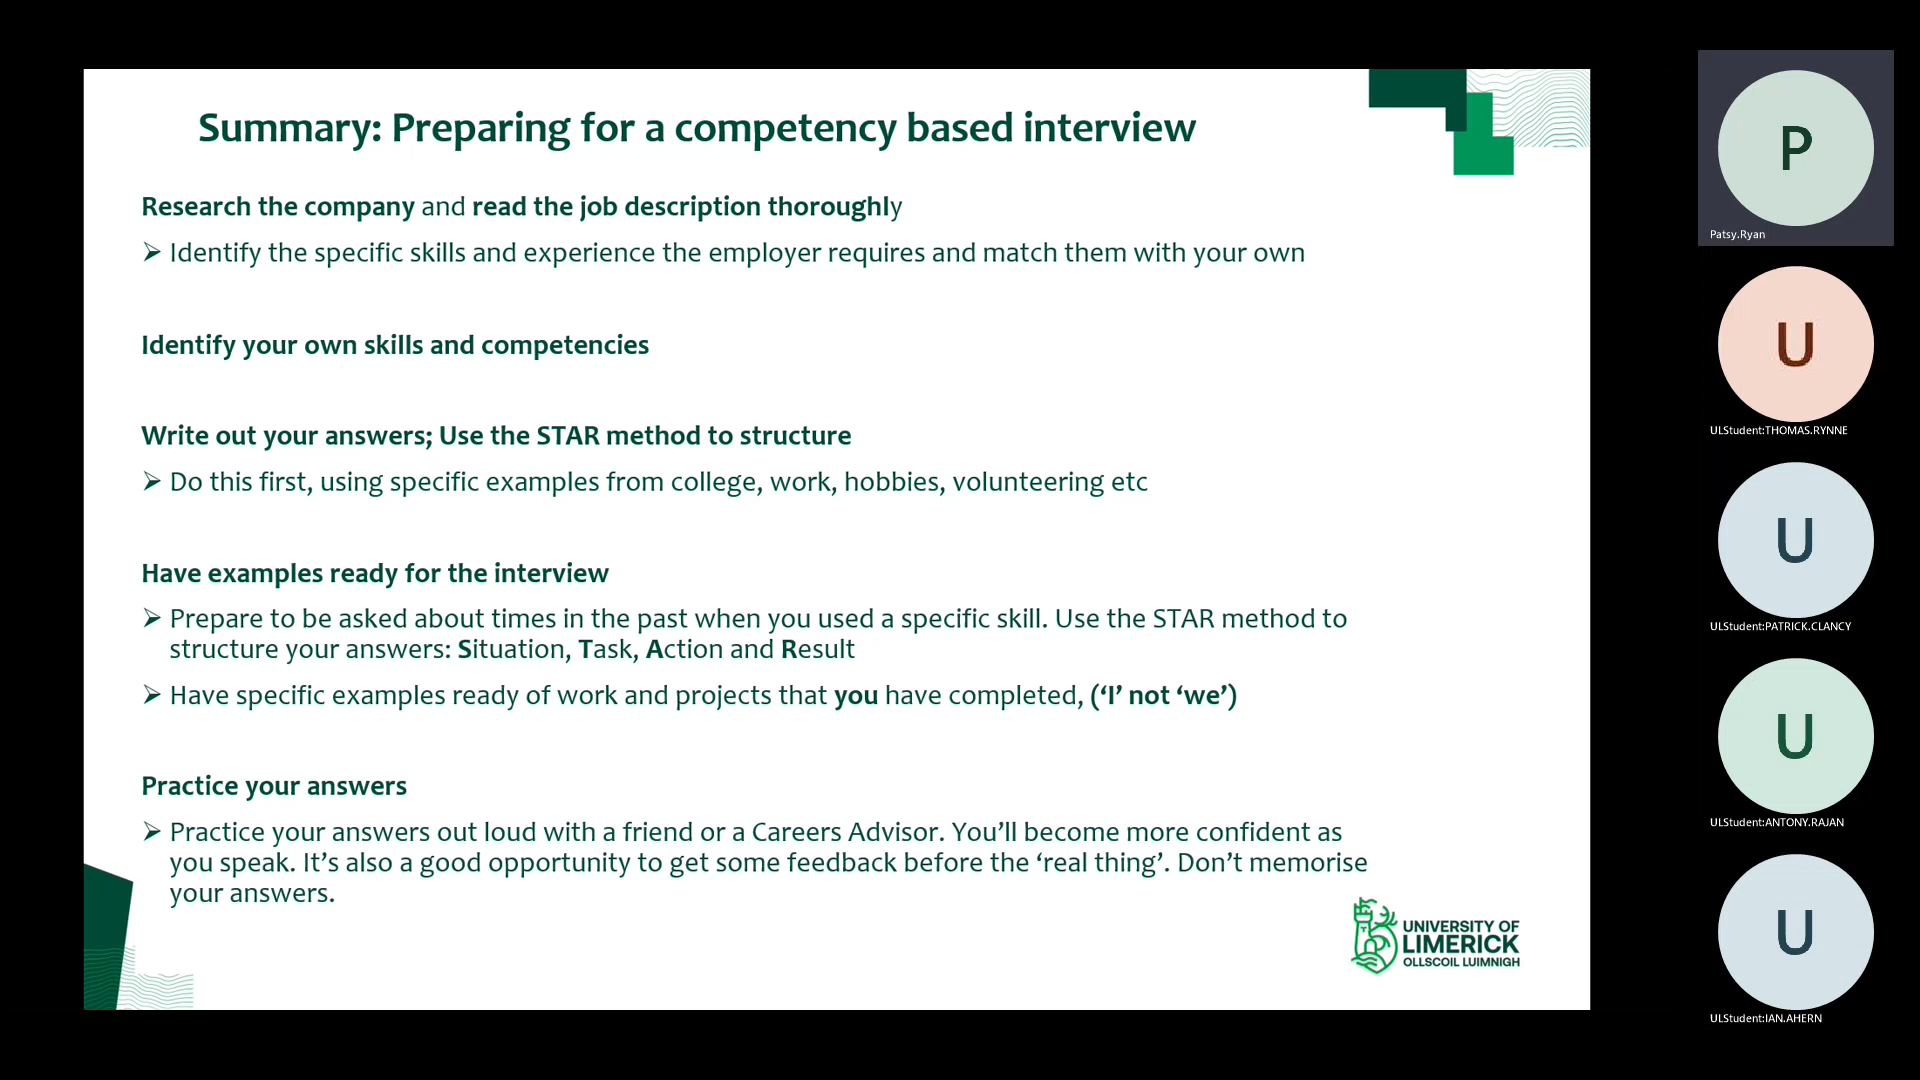 Summary: Preparing for a competency based interview
Research the company and read the job description thoroughly
➢ Identify the specific skills and experience the employer requires and match them with your own
Identify your own skills and competencies
Write out your answers; Use the STAR method to structure
➢ Do this first, using specific examples from college, work, hobbies, volunteering etc
Have examples ready for the interview
➢ Prepare to be asked about times in the past when you used a specific skill. Use the STAR method to
structure your answers: Situation, Task, Action and Result
➢ Have specific examples ready of work and projects that you have completed, (‘I’ not ‘we’)
Practice your answers
➢ Practice your answers out loud with a friend or a Careers Advisor. You’ll become more confident as
you speak. It’s also a good opportunity to get some feedback before the ‘real thing’. Don’t memorise
your answers.
UNIVERSITY OF
LIMERICK
OLLSCOIL LUIMNIGH
P
Patsy.Ryan
U
ULStudent:THOMAS.RYNNE
U
ULStudent:PATRICK.CLANCY
U
ULStudent:ANTONY.RAJAN
U
ULStudent:IAN.AHERN